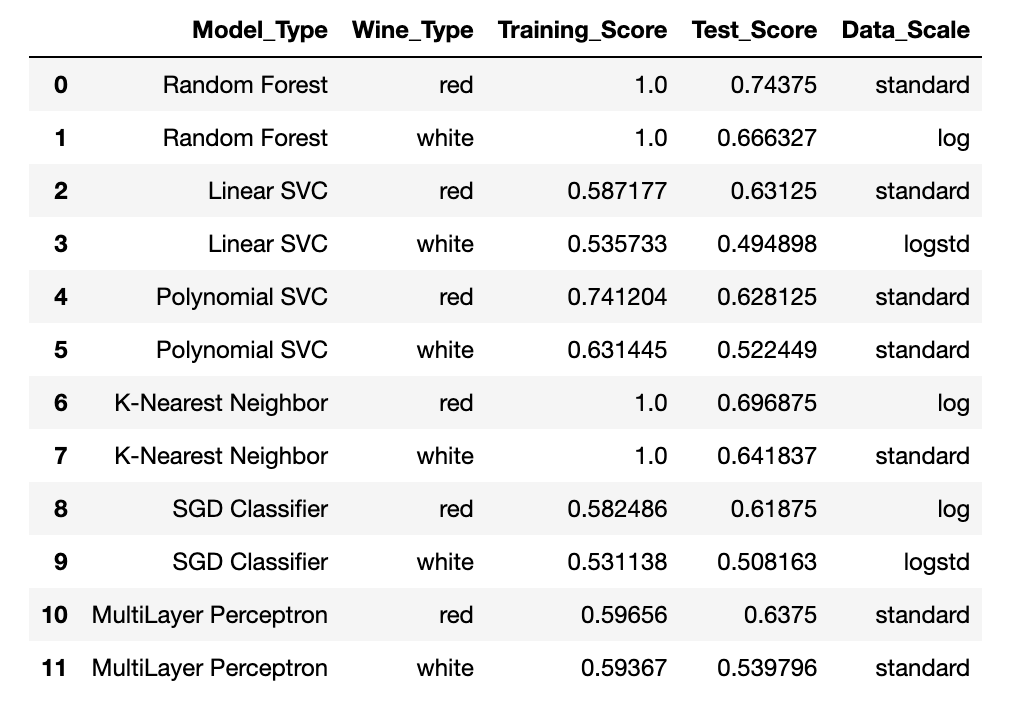 Model_Type Wine_Type Training_Score Test_Score Data_Scale
0 Random Forest red 1.0 0.74375 standard
1 Random Forest white 1.0 0.666327 log
2 Linear SVC red 0.587177 0.63125 standard
3 Linear SVC white 0.535733 0.494898 logstd
4 Polynomial SVC red 0.741204 0.628125 standard
5 Polynomial SVC white 0.631445 0.522449 standard
6 K-Nearest Neighbor red 1.0 0.696875 log
7 K-Nearest Neighbor white 1.0 0.641837 standard
8 SGD Classifier red 0.582486 0.61875 log
9 SGD Classifier white 0.531138 0.508163 logstd
10 MultiLayer Perceptron red 0.59656 0.6375 standard
11 MultiLayer Perceptron white 0.59367 0.539796 standard